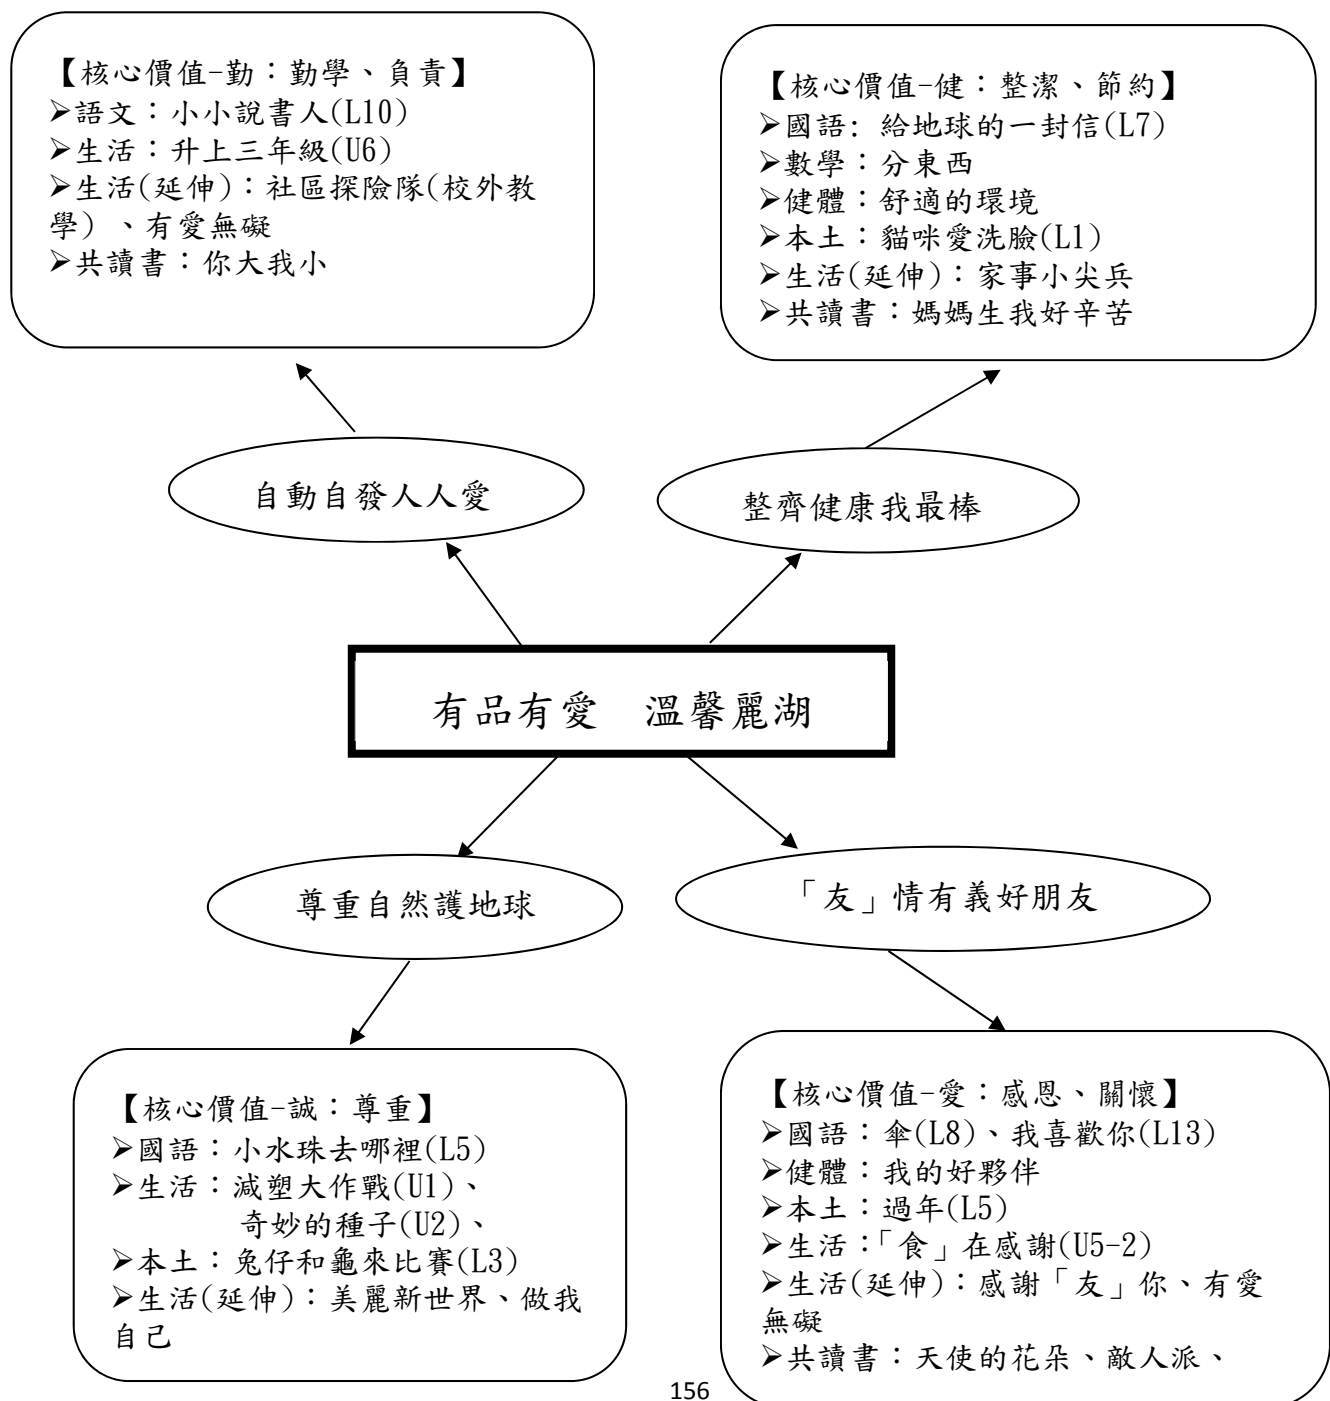 【核心價值-勤：勤學、負責】
➢語文：小小說書人(L10)
➢生活：升上三年級(U6)
➢生活(延伸)：社區探險隊(校外教
學）、有愛無礙
➢共讀書：你大我小
【核心價值-健：整潔、節約】
➢國語: 給地球的一封信(L7)
➢數學：分東西
➢健體：舒適的環境
➢本土：貓咪愛洗臉(L1)
➢生活(延伸)：家事小尖兵
➢共讀書：媽媽生我好辛苦
自動自發人人愛
整齊健康我最棒
有品有愛　溫馨麗湖
尊重自然護地球
「友」情有義好朋友
【核心價值-誠：尊重】
➢國語：小水珠去哪裡(L5)
➢生活：減塑大作戰(U1)、
奇妙的種子(U2)、
➢本土：兔仔和龜來比賽(L3)
➢生活(延伸)：美麗新世界、做我
自己
【核心價值-愛：感恩、關懷】
➢國語：傘(L8)、我喜歡你(L13)
➢健體：我的好夥伴
➢本土：過年(L5)
➢生活：「食」在感謝(U5-2)
➢生活(延伸)：感謝「友」你、有愛
無礙
➢共讀書：天使的花朵、敵人派、
156